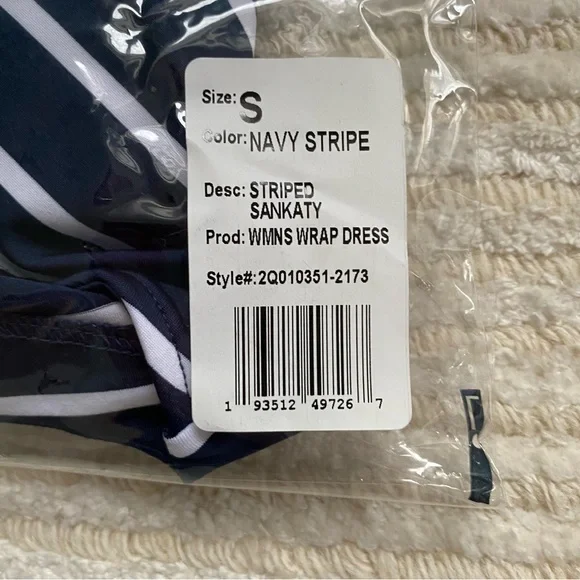 Size: S
Color: NAVY STRIPE
Desc: STRIPED
SANKATY
Prod: WMNS WRAP DRESS
Style#: 2Q010351-2173
1 93512 49726 7